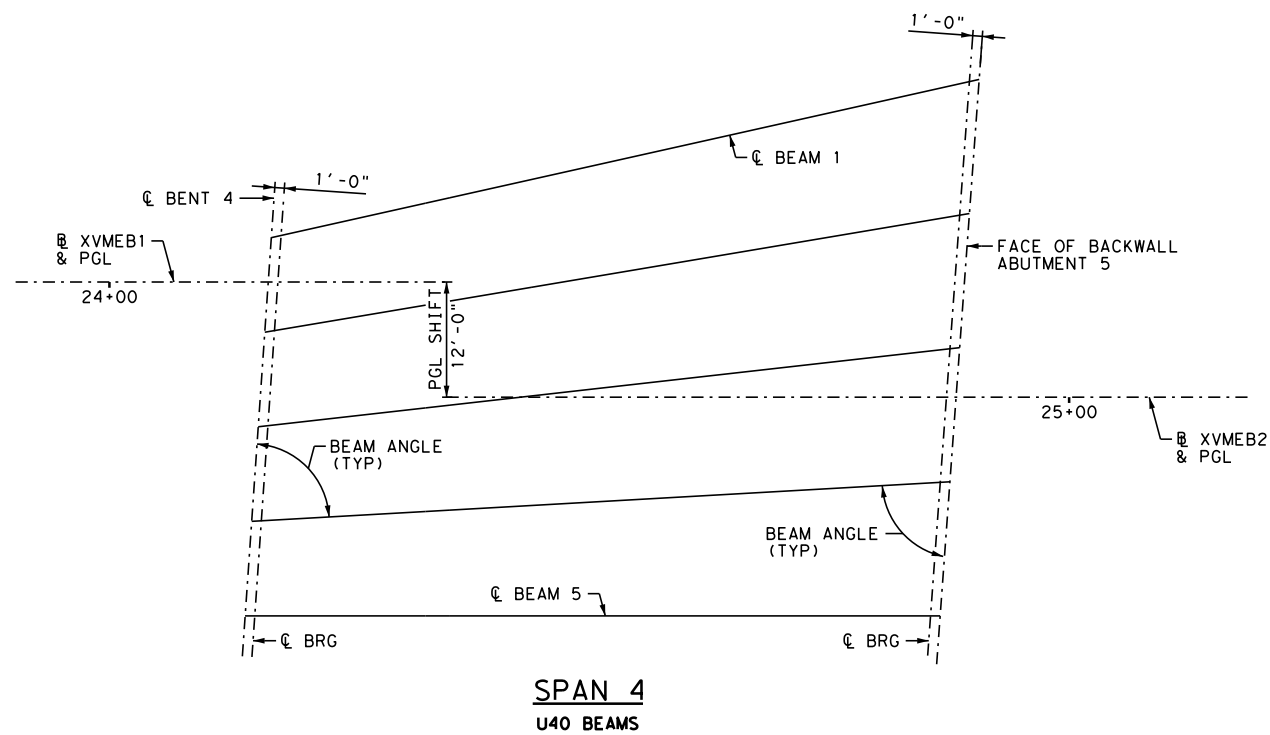 1'-0"
℄ BEAM 1
1'-0"
℄ BENT 4
BL XVMEB1
& PGL
24+00
FACE OF BACKWALL
ABUTMENT 5
PGL SHIFT
12'-0"
25+00
BL XVMEB2
& PGL
BEAM ANGLE
(TYP)
BEAM ANGLE
(TYP)
℄ BEAM 5
℄ BRG
℄ BRG
SPAN 4
U40 BEAMS